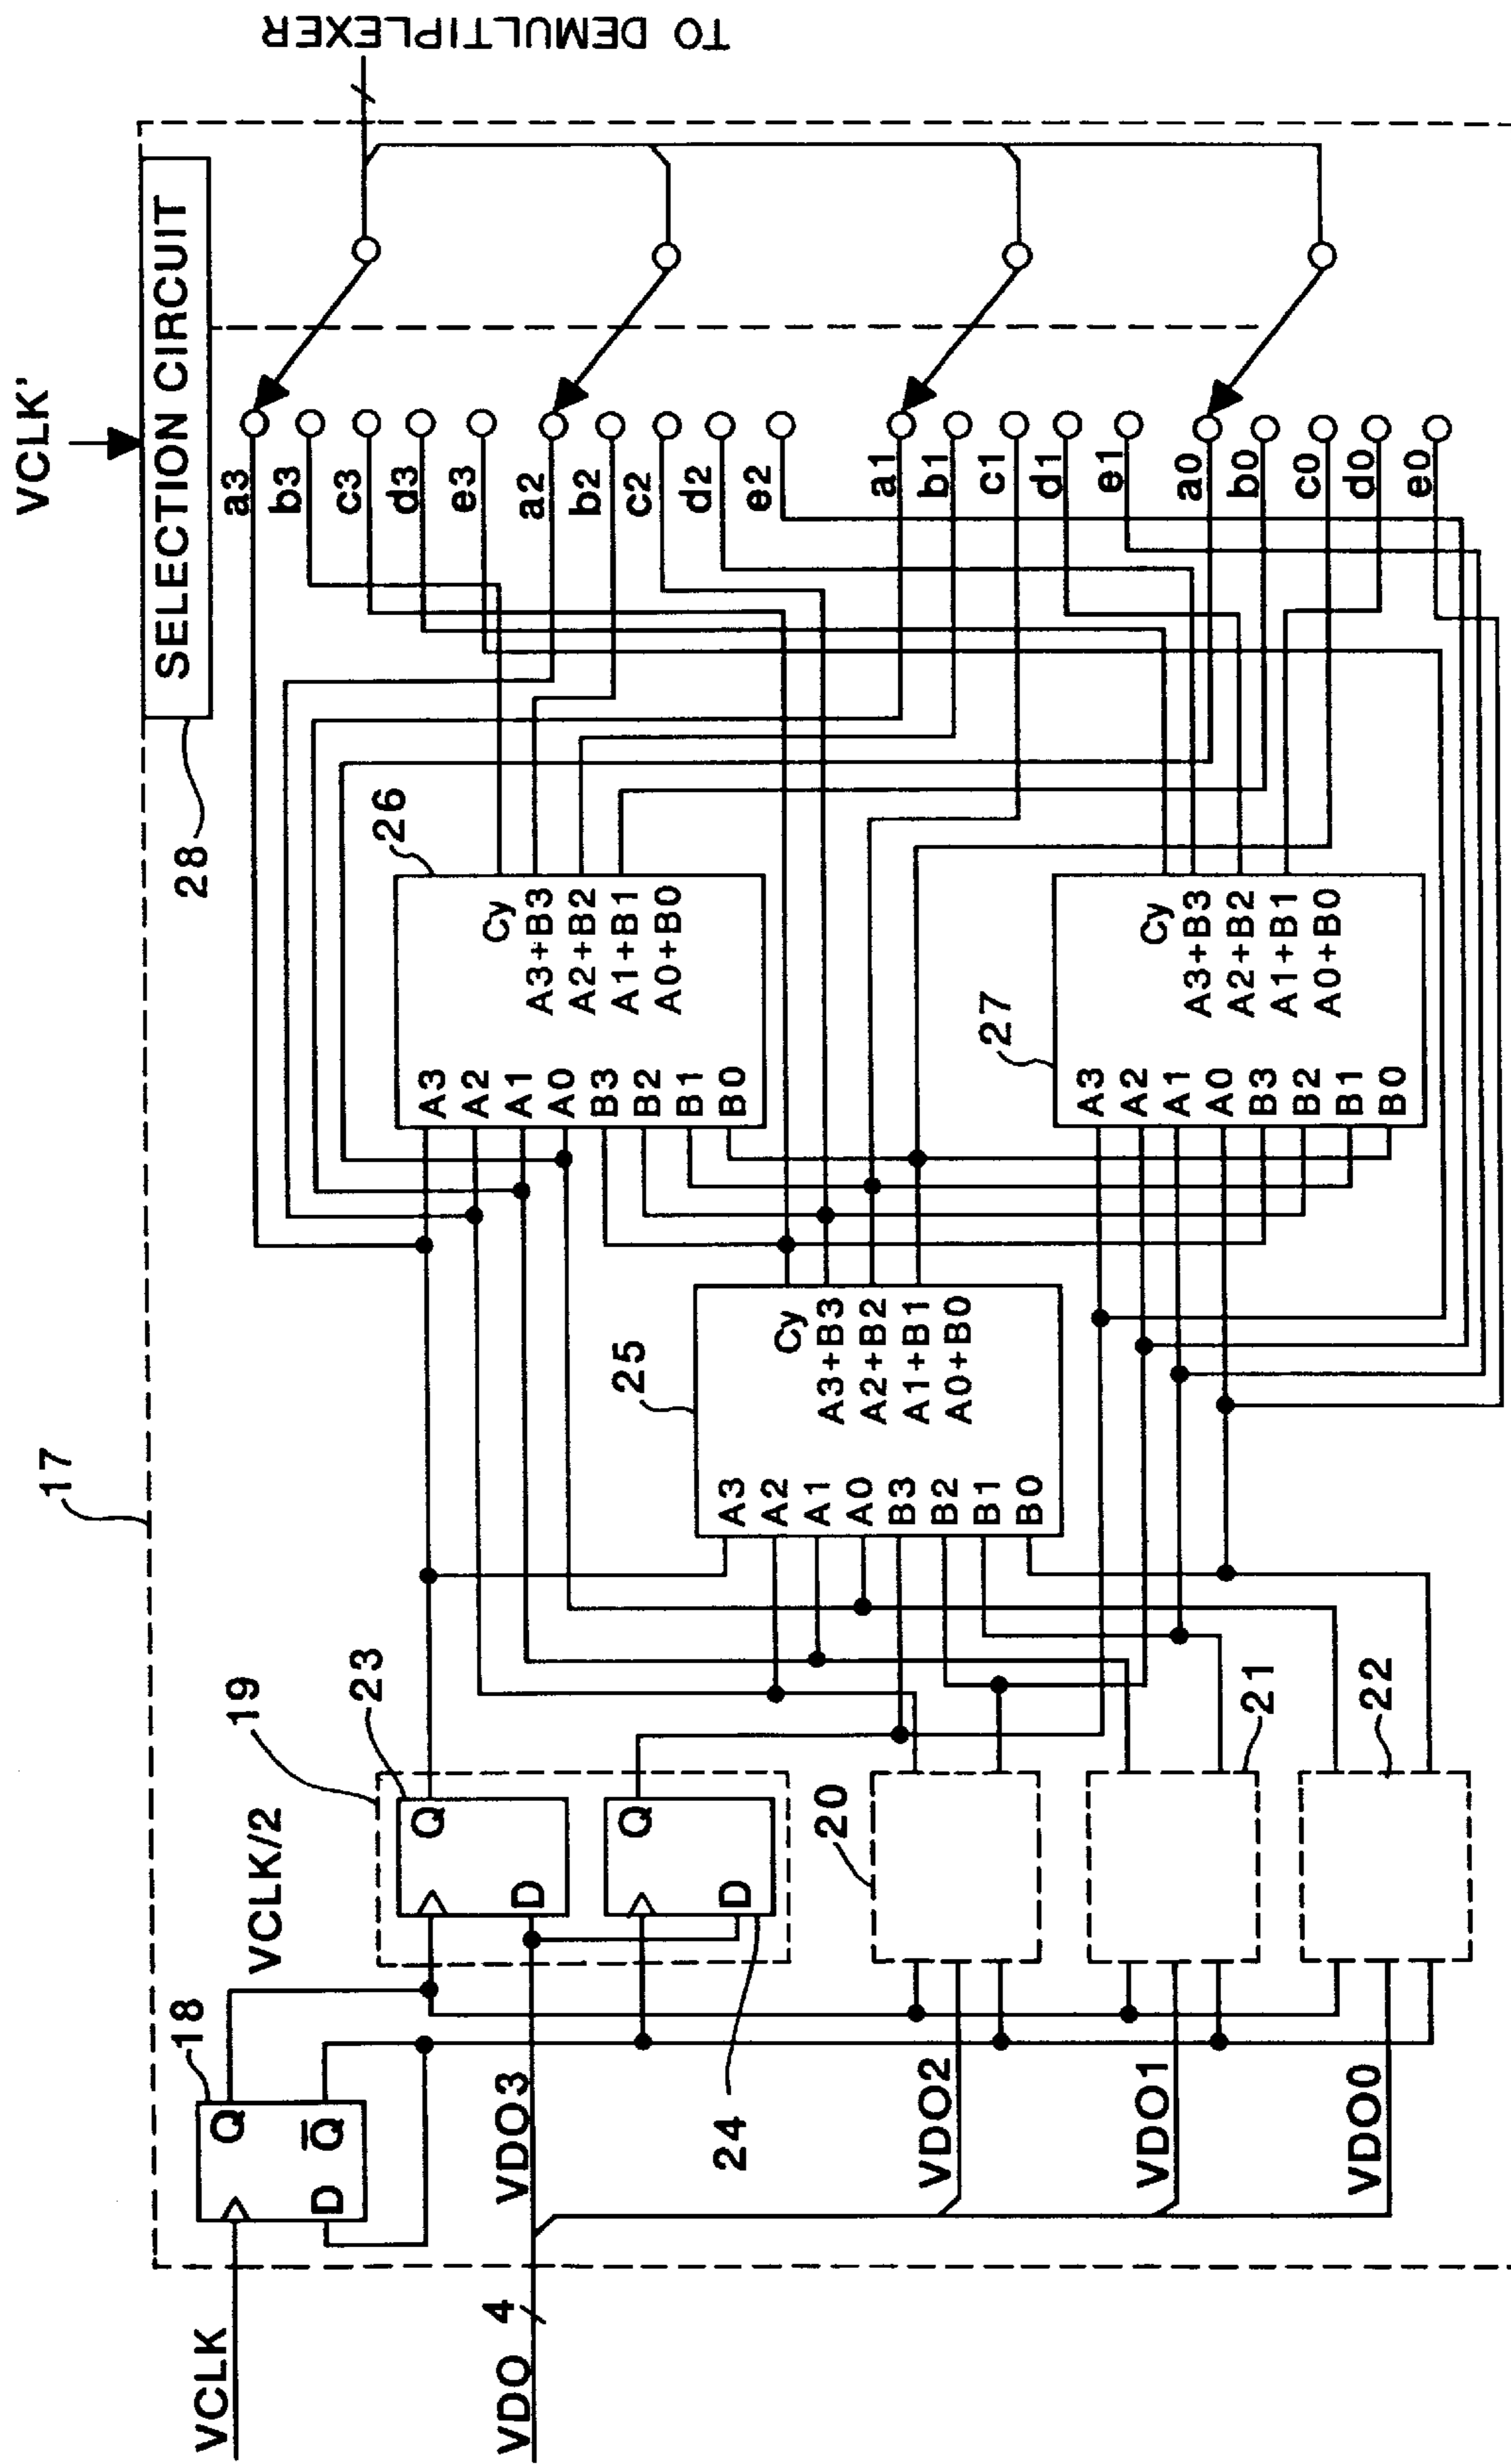 VCLK'
SELECTION CIRCUIT
28
17
TO DEMULTIPLEXER
a3
b3
c3
d3
e3
a2
b2
c2
d2
e2
a1
b1
c1
d1
e1
a0
b0
c0
d0
e0
26
A3
A2
A1
A0
B3
B2
B1
B0
Cy
A3+B3
A2+B2
A1+B1
A0+B0
27
A3
A2
A1
A0
B3
B2
B1
B0
Cy
A3+B3
A2+B2
A1+B1
A0+B0
25
A3
A2
A1
A0
B3
B2
B1
B0
Cy
A3+B3
A2+B2
A1+B1
A0+B0
VCLK/2
19
23
Q
D
Q
D
24
20
21
22
18
Q
Q̅
D
VCLK
VDO 4
VDO3
VDO2
VDO1
VDO0